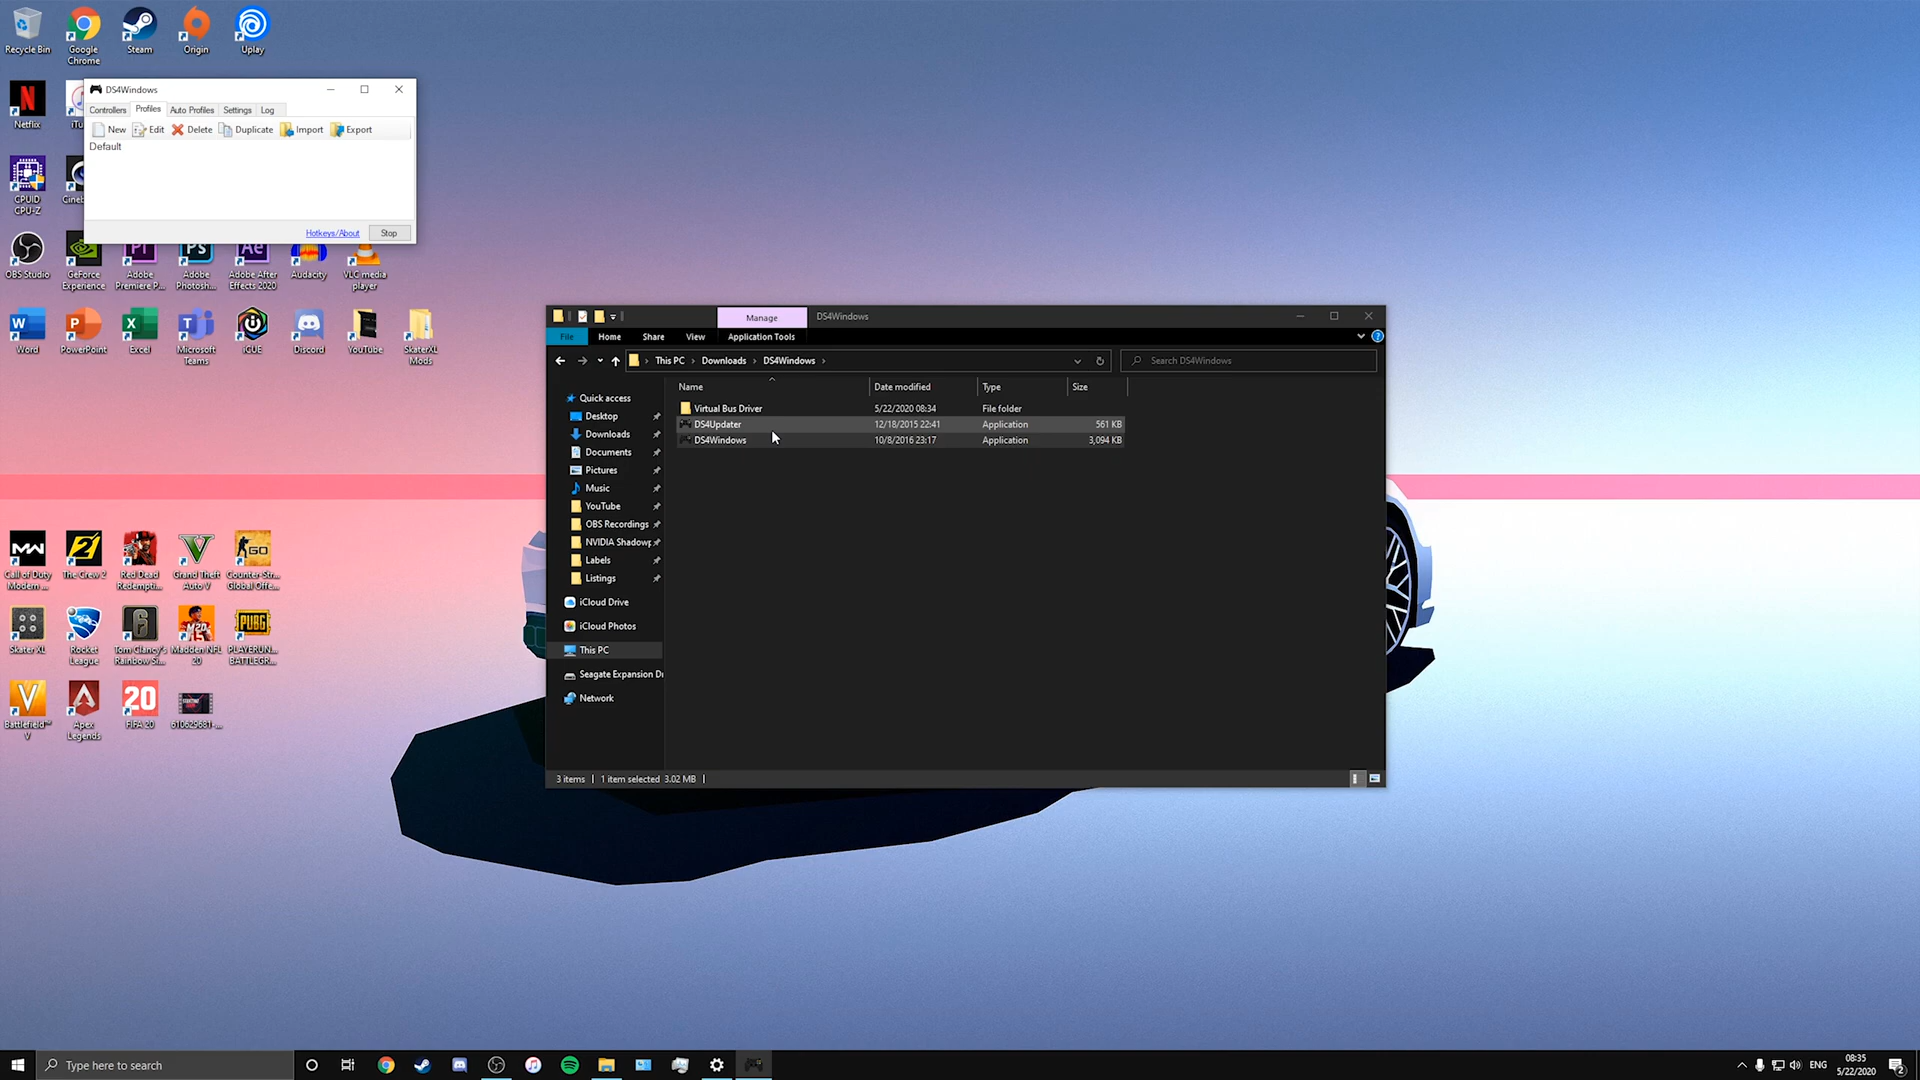 Recycle Bin
Google
Chrome
Steam
Origin
Uplay
Netflix
iTu
CPUID
CPU-Z
Cineb
OBS Studio
GeForce
Experience
Adobe
Premiere P...
Adobe
Photosh...
Adobe After
Effects 2020
Audacity
VLC media
player
Word
PowerPoint
Excel
Microsoft
Teams
iCUE
Discord
YouTube
SkaterXL
Mods
DS4Windows
Controllers
Profiles
Auto Profiles
Settings
Log
New
Edit
Delete
Duplicate
Import
Export
Default
Hotkeys/About
Stop
Manage
DS4Windows
File
Home
Share
View
Application Tools
This PC
Downloads
DS4Windows
Search DS4Windows
Name
Date modified
Type
Size
Virtual Bus Driver
5/22/2020 08:34
File folder
DS4Updater
12/18/2015 22:41
Application
561 KB
DS4Windows
10/8/2016 23:17
Application
3,094 KB
Quick access
Desktop
Downloads
Documents
Pictures
Music
YouTube
OBS Recordings
NVIDIA Shadowp
Labels
Listings
iCloud Drive
iCloud Photos
This PC
Seagate Expansion Dr
Network
3 items
1 item selected 3.02 MB
Call of Duty
Modern ...
The Crew 2
Red Dead
Redempti...
Grand Theft
Auto V
Counter-Str...
Global Offe...
Skater XL
Rocket
League
Tom Clancy's
Rainbow Si...
Madden NFL
20
PLAYERUN...
BATTLEGR...
Battlefield™
V
Apex
Legends
FIFA 20
610629681-...
Type here to search
ENG
08:35
5/22/2020